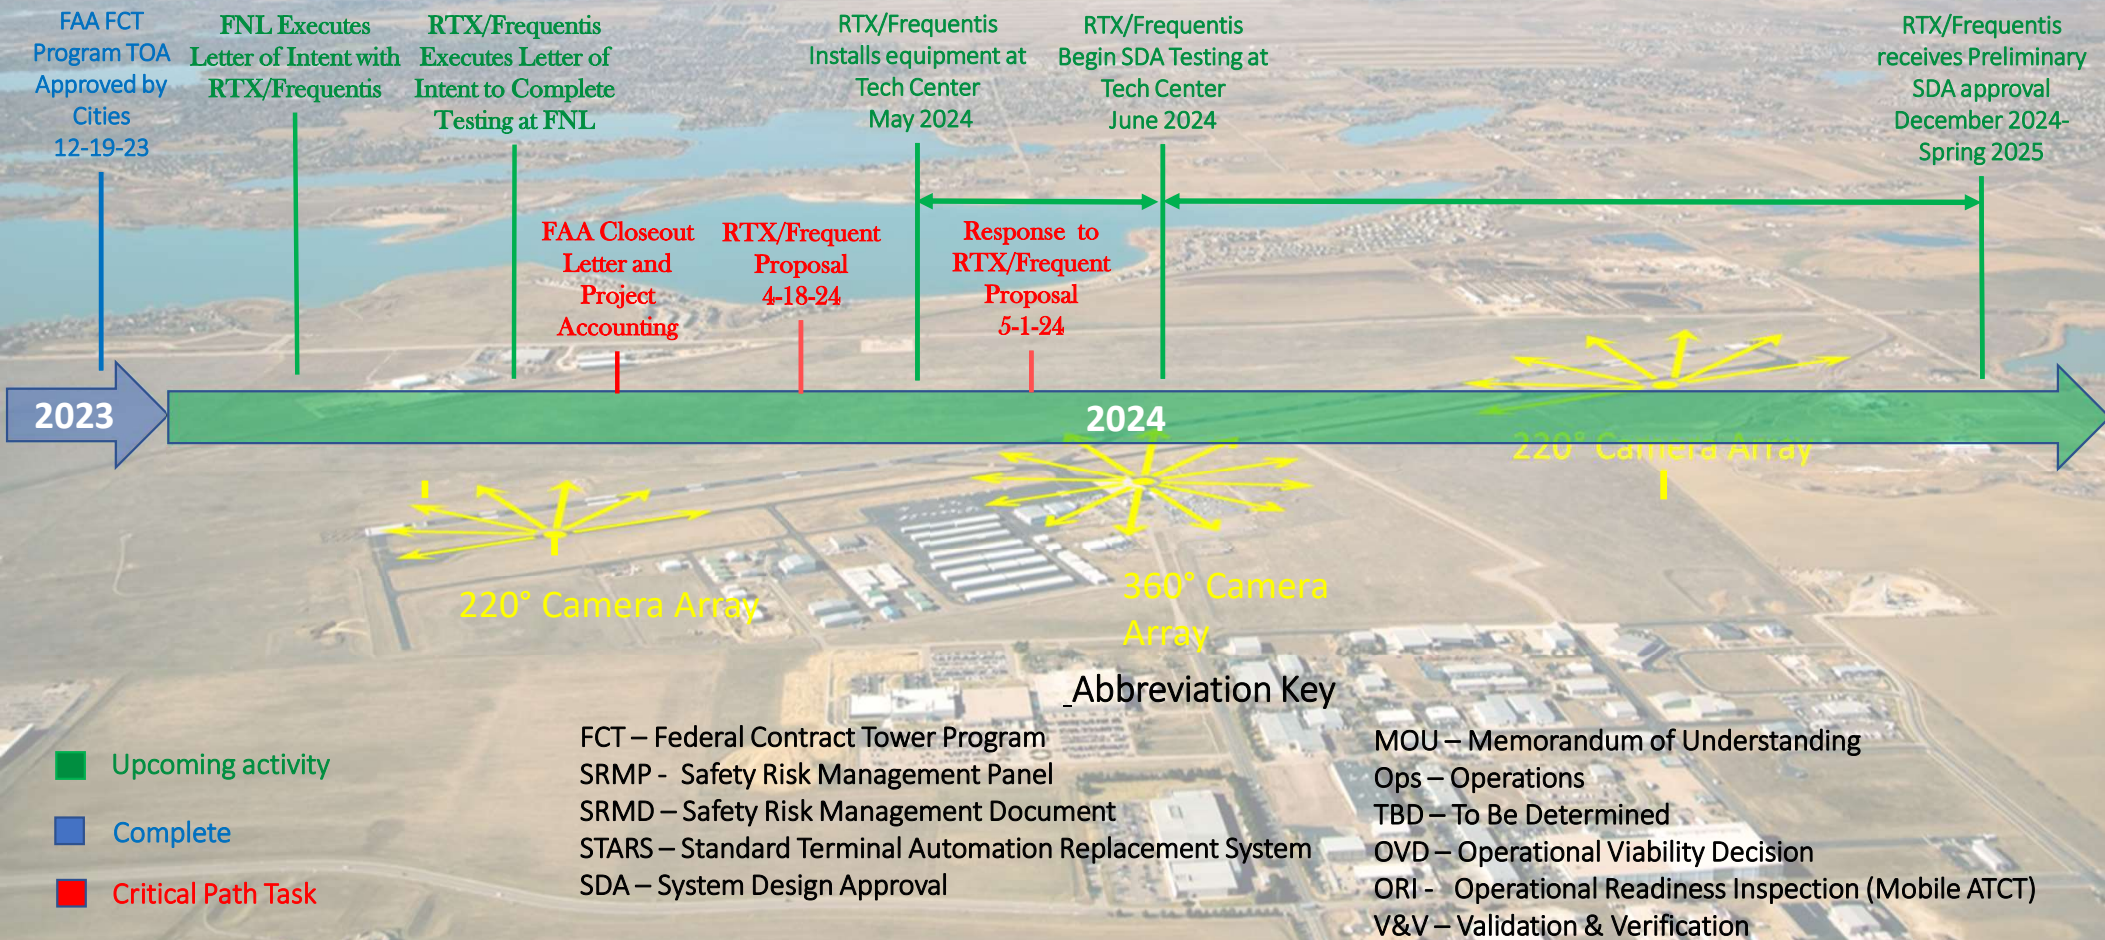 FAA FCT
Program TOA
Approved by
Cities
12-19-23
FNL Executes
Letter of Intent with
RTX/Frequentis
RTX/Frequentis
Executes Letter of
Intent to Complete
Testing at FNL
RTX/Frequentis
Installs equipment at
Tech Center
May 2024
RTX/Frequentis
Begin SDA Testing at
Tech Center
June 2024
RTX/Frequentis
receives Preliminary
SDA approval
December 2024-
Spring 2025
FAA Closeout
Letter and
Project
Accounting
RTX/Frequent
Proposal
4-18-24
Response to
RTX/Frequent
Proposal
5-1-24
2023
2024
220° Camera Array
220° Camera Array
360° Camera
Array
Abbreviation Key
Upcoming activity
Complete
Critical Path Task
FCT – Federal Contract Tower Program
SRMP - Safety Risk Management Panel
SRMD – Safety Risk Management Document
STARS – Standard Terminal Automation Replacement System
SDA – System Design Approval
MOU – Memorandum of Understanding
Ops – Operations
TBD – To Be Determined
OVD – Operational Viability Decision
ORI - Operational Readiness Inspection (Mobile ATCT)
V&V – Validation & Verification